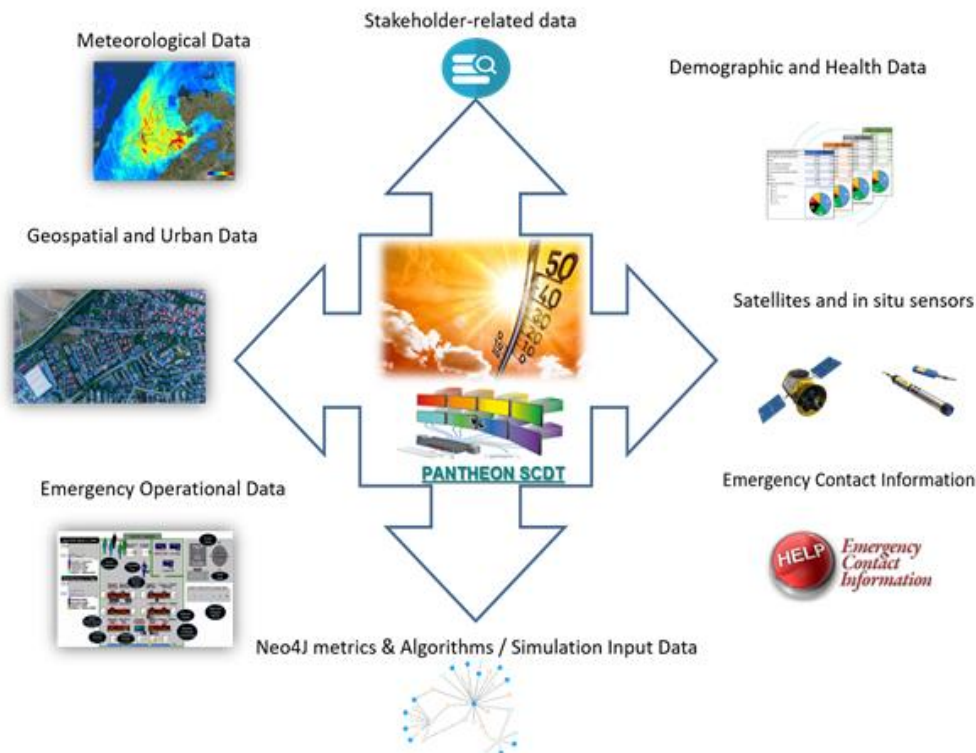 Stakeholder-related data
Meteorological Data
Demographic and Health Data
Geospatial and Urban Data
50
40
Satellites and in situ sensors
PANTHEON SCDT
Emergency Operational Data
Emergency Contact Information
HELP
Emergency
Contact
Information
Neo4J metrics & Algorithms / Simulation Input Data